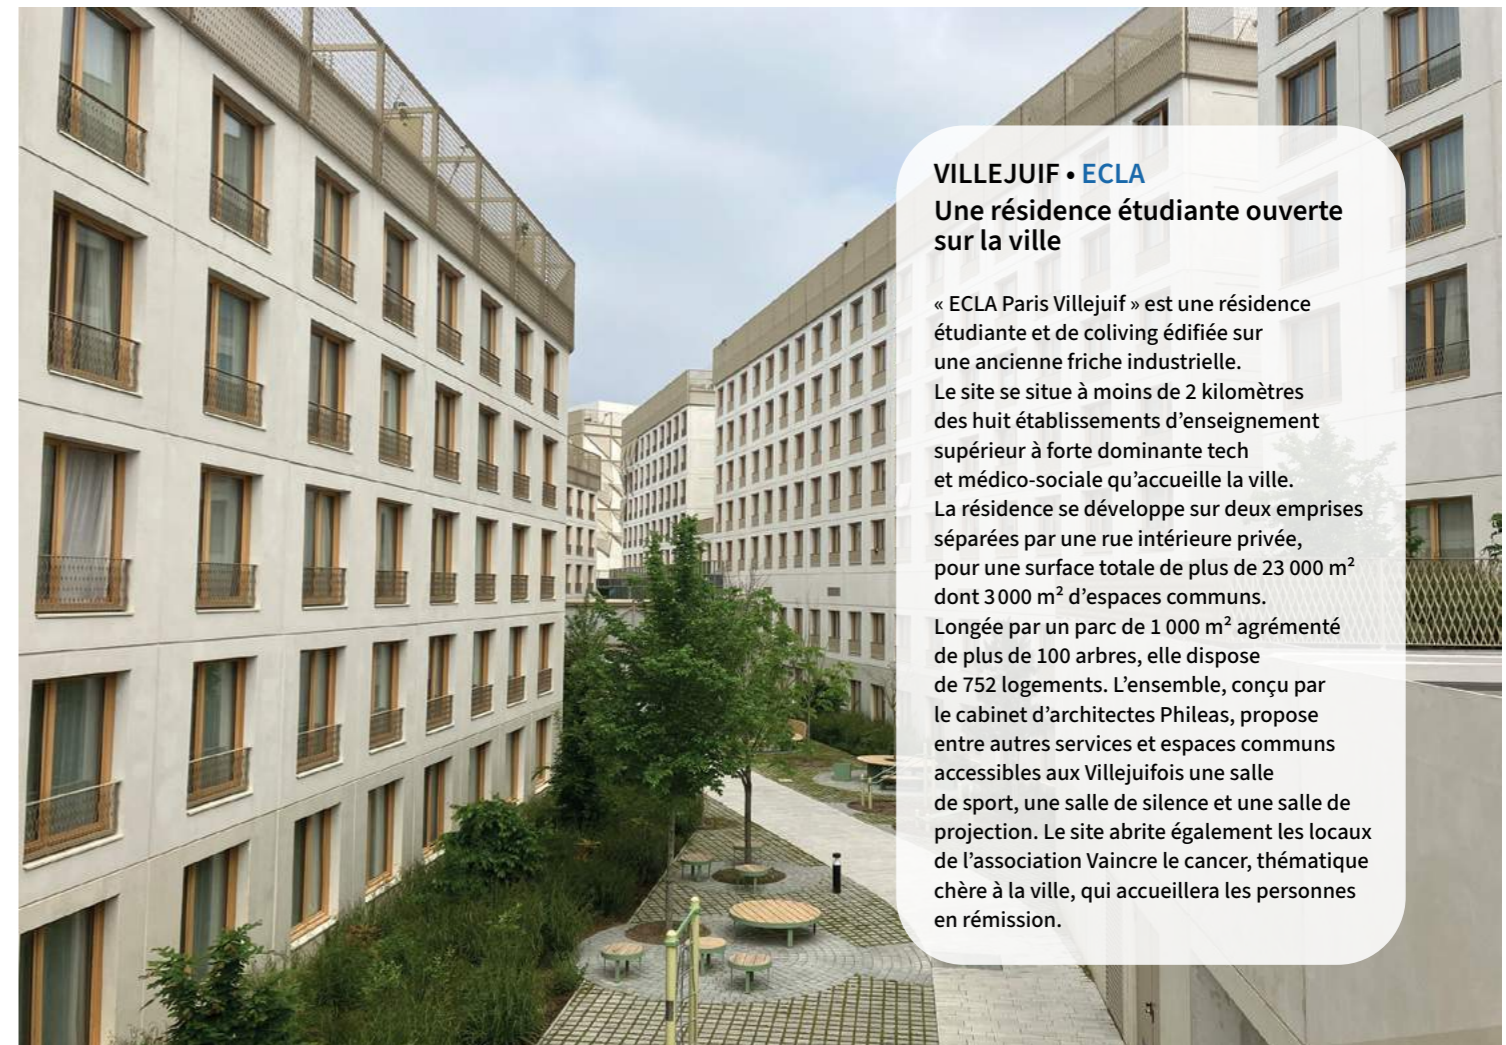 VILLEJUIF • ECLA
Une résidence étudiante ouverte
sur la ville
« ECLA Paris Villejuif » est une résidence
étudiante et de coliving édifiée sur
une ancienne friche industrielle.
Le site se situe à moins de 2 kilomètres
des huit établissements d’enseignement
supérieur à forte dominante tech
et médico-sociale qu’accueille la ville.
La résidence se développe sur deux emprises
séparées par une rue intérieure privée,
pour une surface totale de plus de 23 000 m²
dont 3 000 m² d’espaces communs.
Longée par un parc de 1 000 m² agrémenté
de plus de 100 arbres, elle dispose
de 752 logements. L’ensemble, conçu par
le cabinet d’architectes Phileas, propose
entre autres services et espaces communs
accessibles aux Villejuifois une salle
de sport, une salle de silence et une salle de
projection. Le site abrite également les locaux
de l’association Vaincre le cancer, thématique
chère à la ville, qui accueillera les personnes
en rémission.